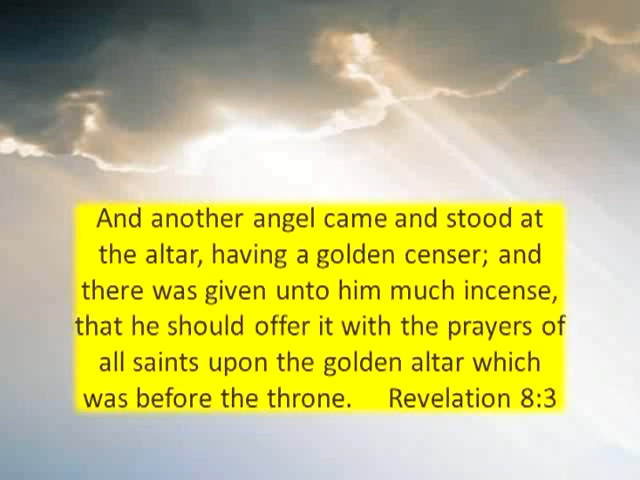 And another angel came and stood at
the altar, having a golden censer; and
there was given unto him much incense,
that he should offer it with the prayers of
all saints upon the golden altar which
was before the throne. Revelation 8:3